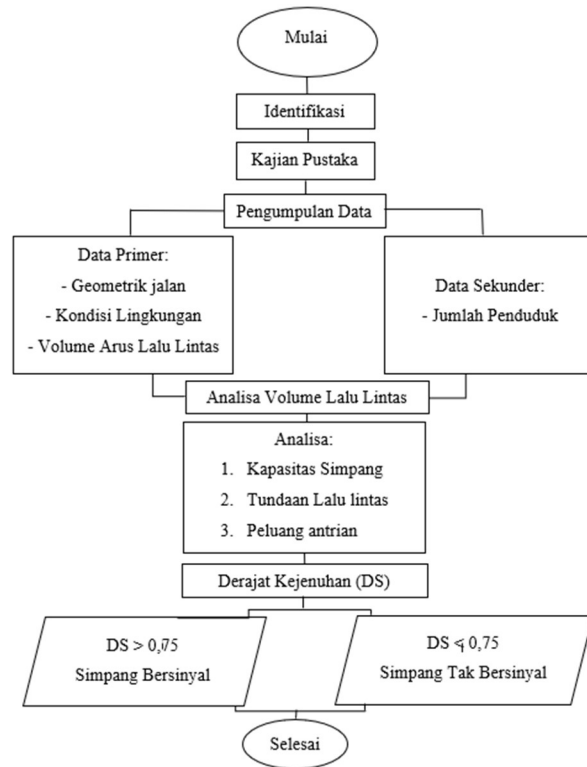 Mulai
Identifikasi
Kajian Pustaka
Pengumpulan Data
Data Primer:
- Geometrik jalan
- Kondisi Lingkungan
- Volume Arus Lalu Lintas
Data Sekunder:
- Jumlah Penduduk
Analisa Volume Lalu Lintas
Analisa:
1. Kapasitas Simpang
2. Tundaan Lalu lintas
3. Peluang antrian
Derajat Kejenuhan (DS)
DS > 0,75
Simpang Bersinyal
DS ≤ 0,75
Simpang Tak Bersinyal
Selesai